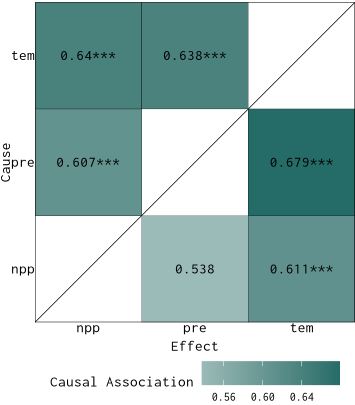 tem
0.64***
0.638***
Cause
pre
0.607***
0.679***
npp
0.538
0.611***
npp pre tem
Effect
Causal Association
0.56 0.60 0.64